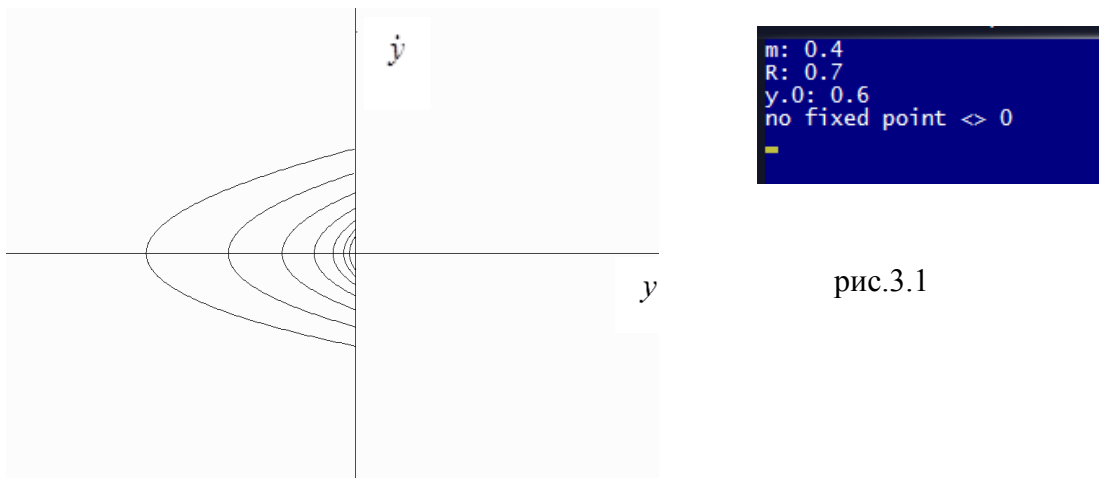 ẏ
y
m: 0.4
R: 0.7
y.0: 0.6
no fixed point <> 0
рис.3.1